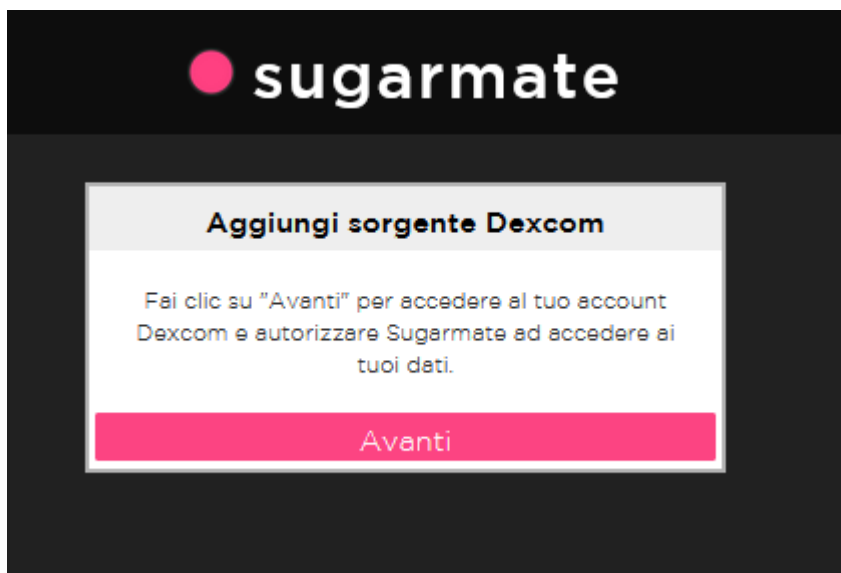 sugarmate
Aggiungi sorgente Dexcom
Fai clic su "Avanti" per accedere al tuo account
Dexcom e autorizzare Sugarmate ad accedere ai
tuoi dati.
Avanti